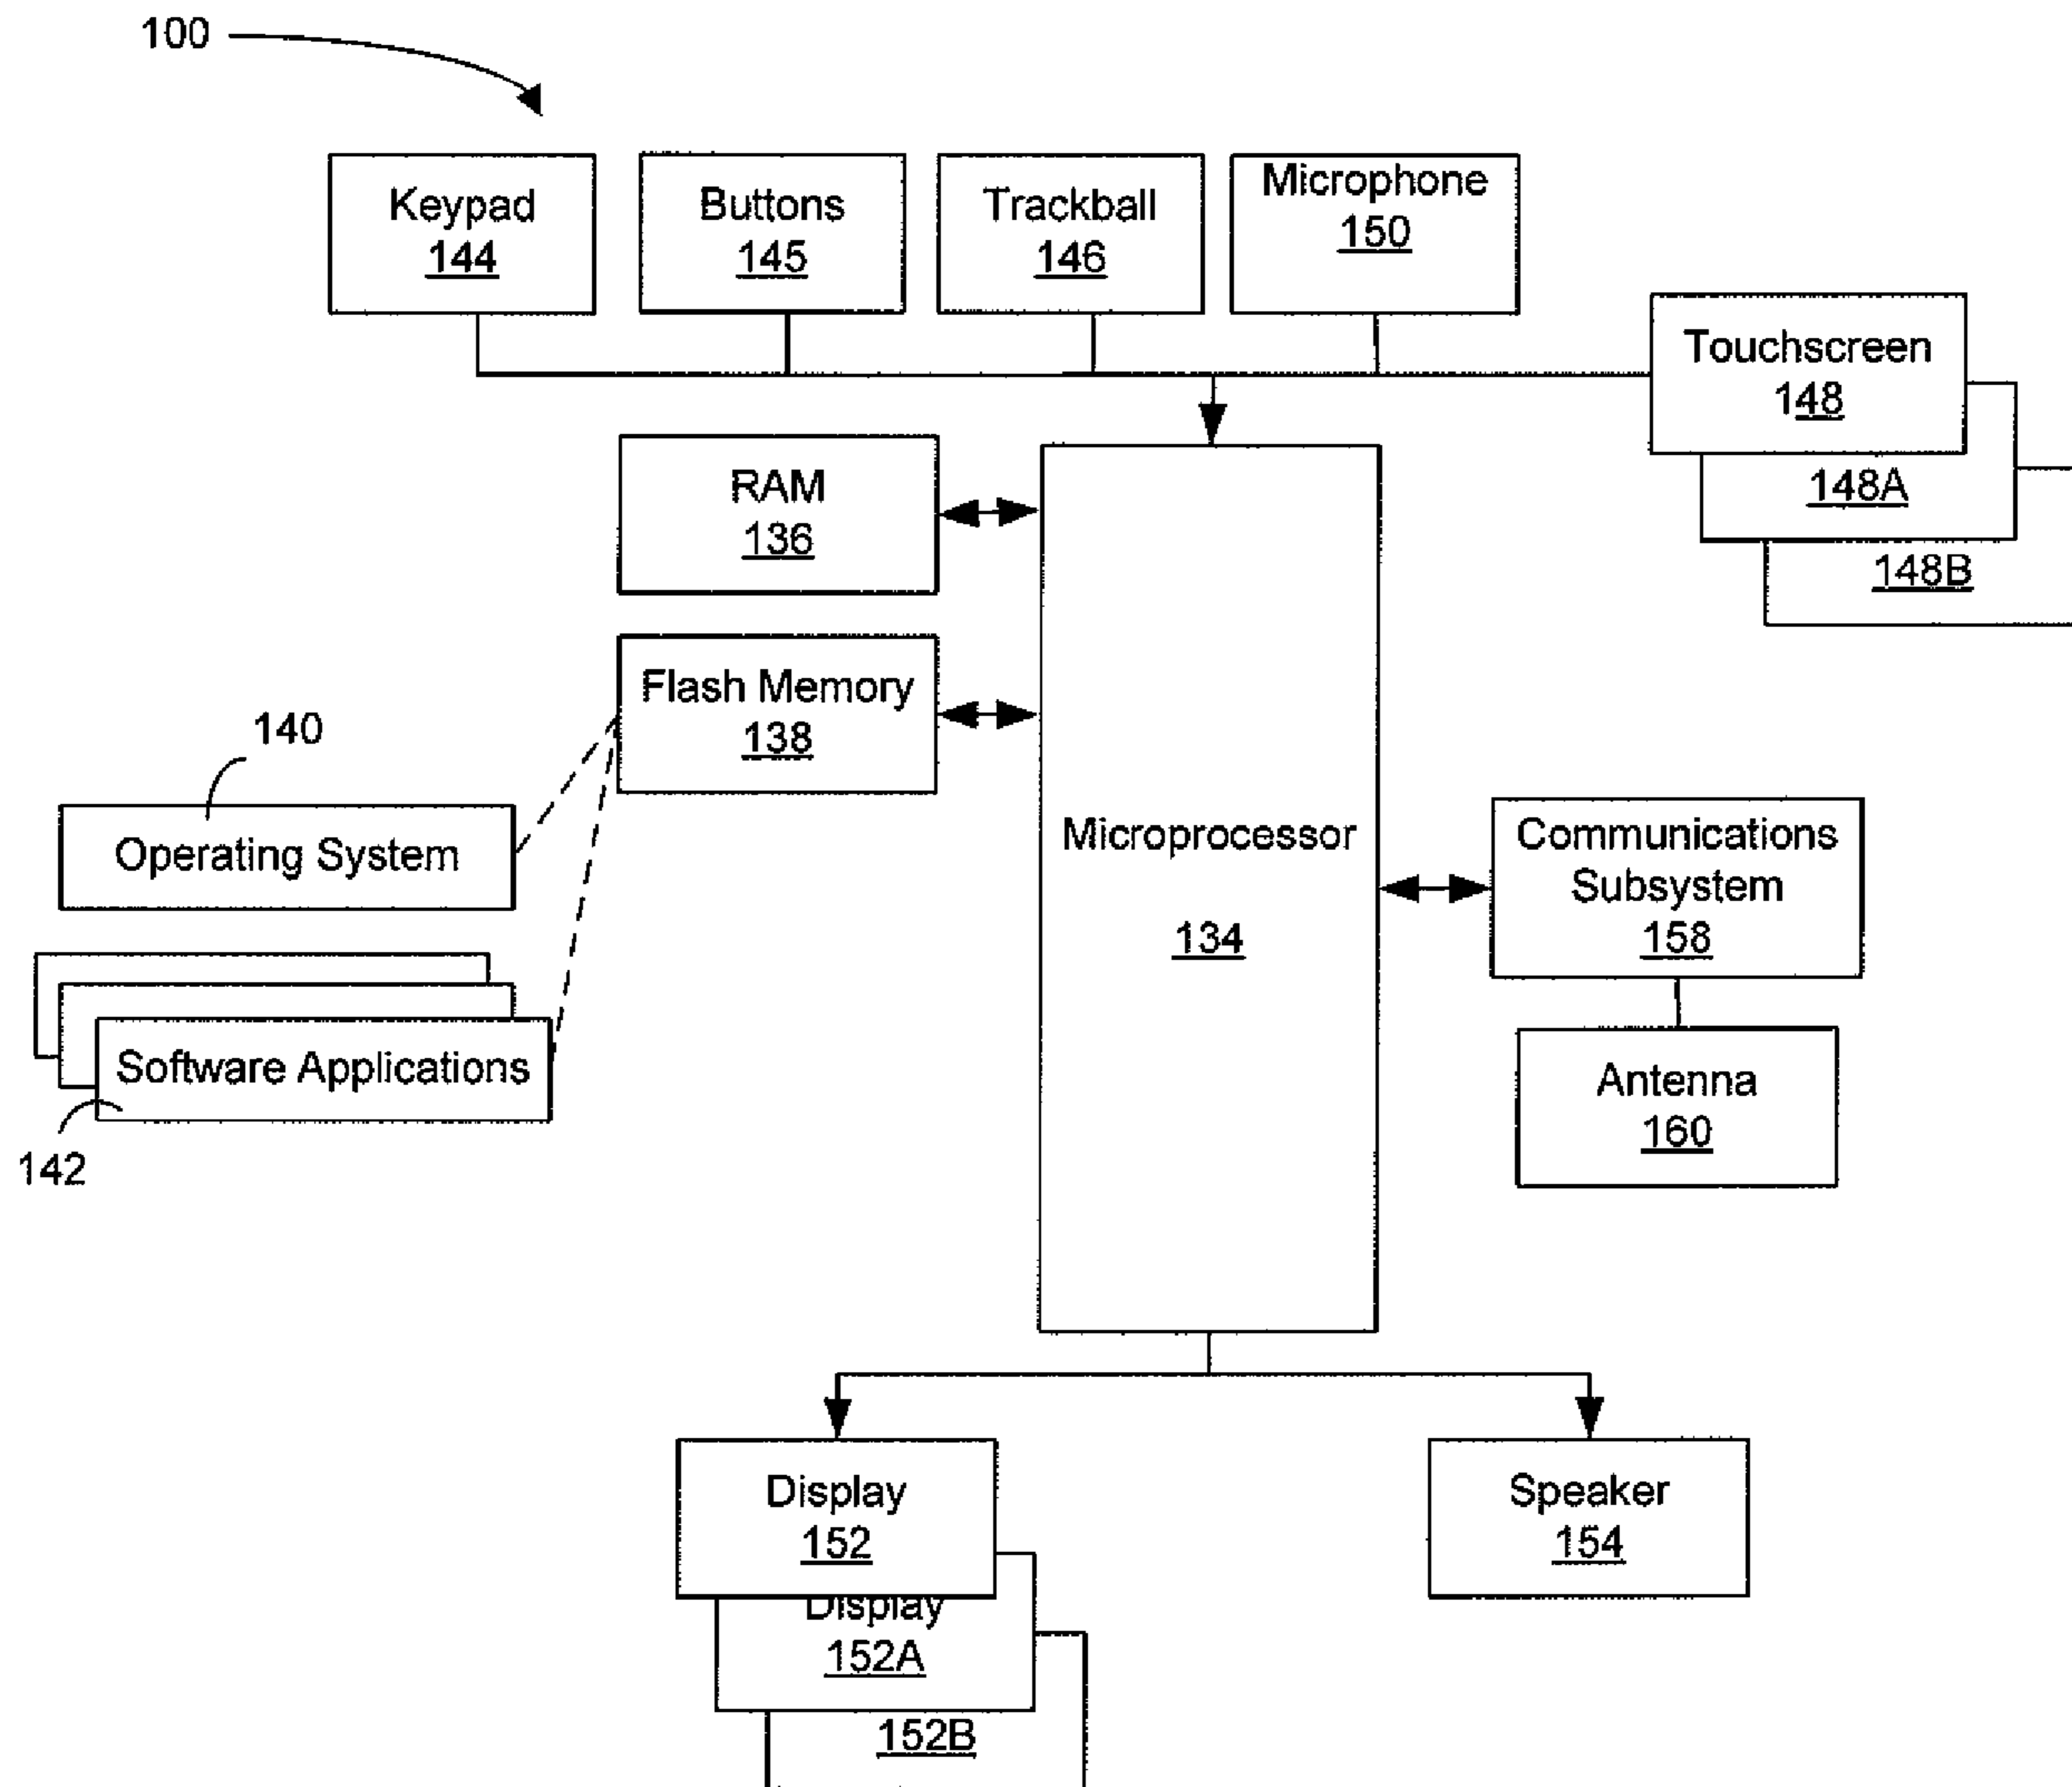 100
Keypad
144
Buttons
145
Trackball
146
Microphone
150
Touchscreen
148
148A
148B
RAM
136
Flash Memory
138
140
Operating System
Software Applications
142
Microprocessor
134
Communications
Subsystem
158
Antenna
160
Display
152
Display
152A
152B
Speaker
154